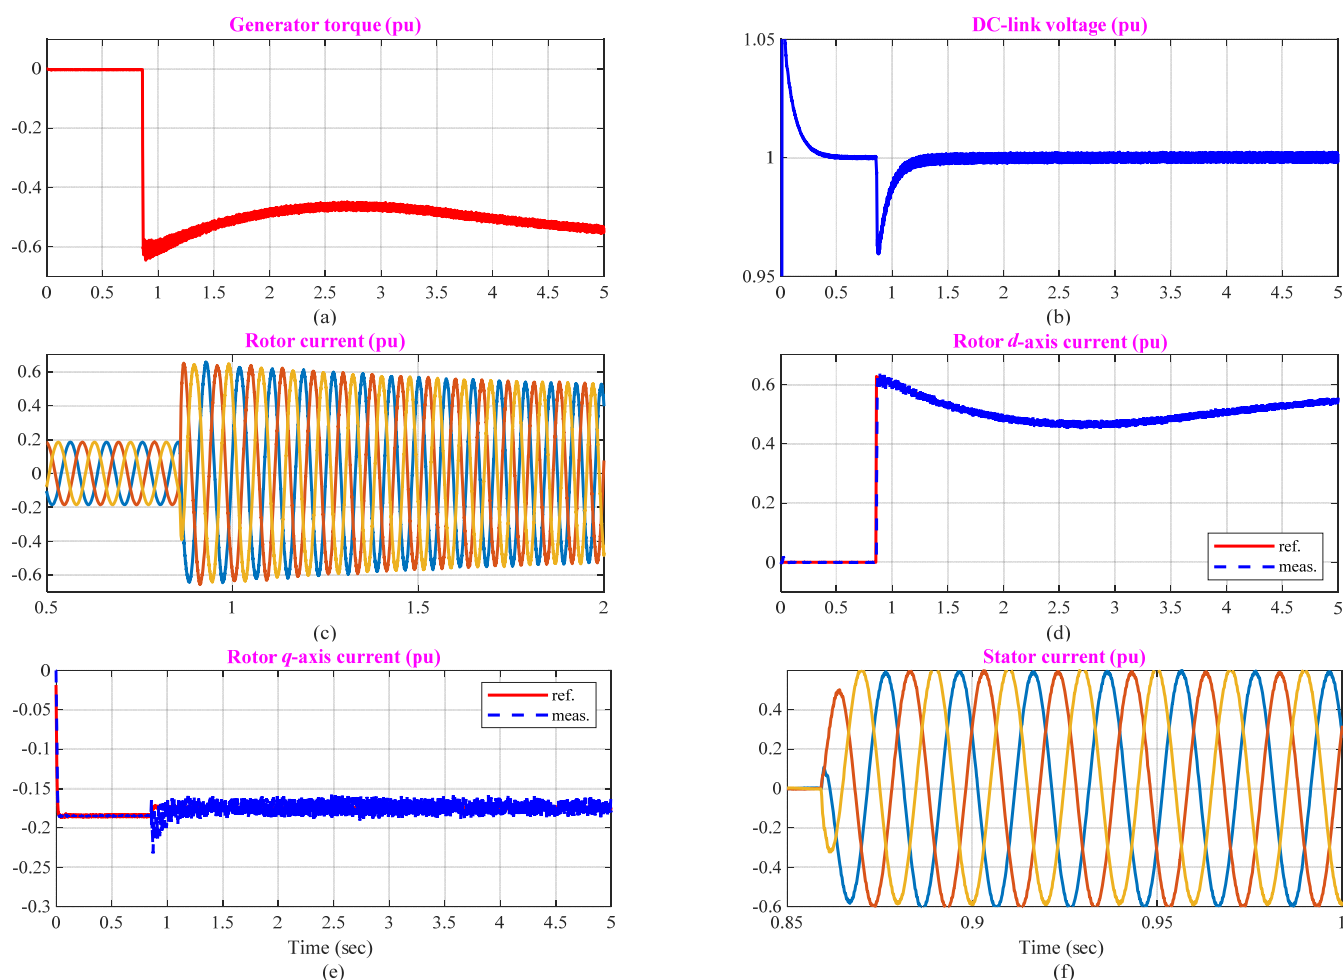 Generator torque (pu)
0
-0.2
-0.4
-0.6
0 0.5 1 1.5 2 2.5 3 3.5 4 4.5 5
(a)
DC-link voltage (pu)
1.05
1
0.95
0 0.5 1 1.5 2 2.5 3 3.5 4 4.5 5
(b)
Rotor current (pu)
0.6
0.4
0.2
0
-0.2
-0.4
-0.6
0.5 1 1.5 2
(c)
Rotor d-axis current (pu)
0.6
0.4
0.2
0
ref.
meas.
0 0.5 1 1.5 2 2.5 3 3.5 4 4.5 5
(d)
Rotor q-axis current (pu)
0
-0.05
-0.1
-0.15
-0.2
-0.25
-0.3
ref.
meas.
0 0.5 1 1.5 2 2.5 3 3.5 4 4.5 5
Time (sec)
(e)
Stator current (pu)
0.4
0.2
0
-0.2
-0.4
-0.6
0.85 0.9 0.95 1
Time (sec)
(f)